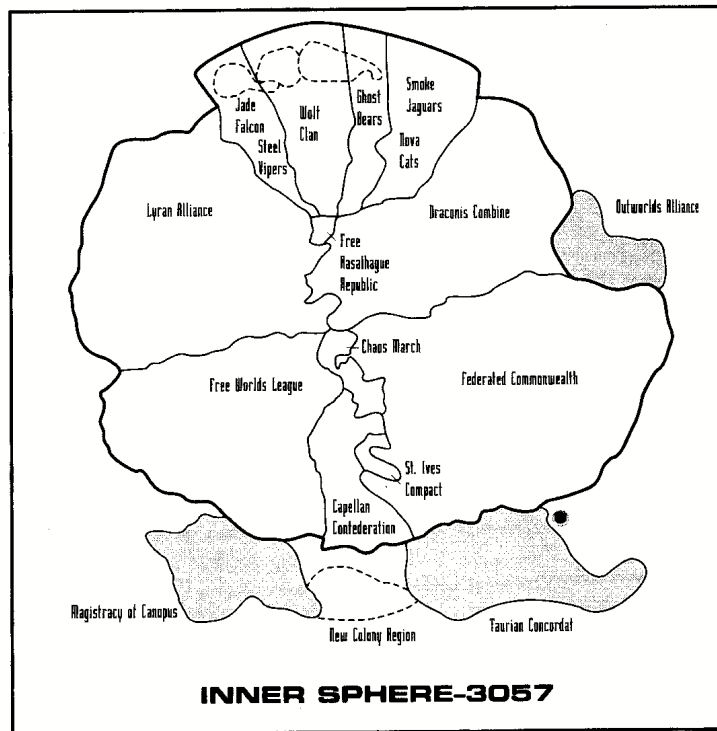 Jade
Falcon
Steel
Vipers
Wolf
Clan
Ghost
Bears
Smoke
Jaguars
Nova
Cats
Lyran Alliance
Draconis Combine
Outworlds Alliance
Free
Rasalhague
Republic
Chaos March
Free Worlds League
Federated Commonwealth
St. Ives
Compact
Capellan
Confederation
Magistracy of Canopus
New Colony Region
Taurian Concordat
INNER SPHERE-3057